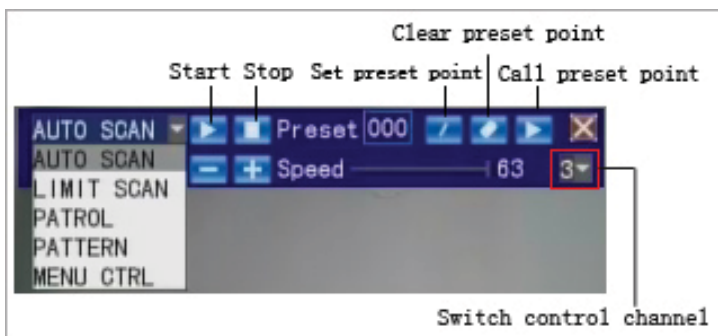 Clear preset point
Start Stop Set preset point Call preset point
AUTO SCAN Preset 000
AUTO SCAN Speed 63 3
LIMIT SCAN
PATROL
PATTERN
MENU CTRL
Switch control channel